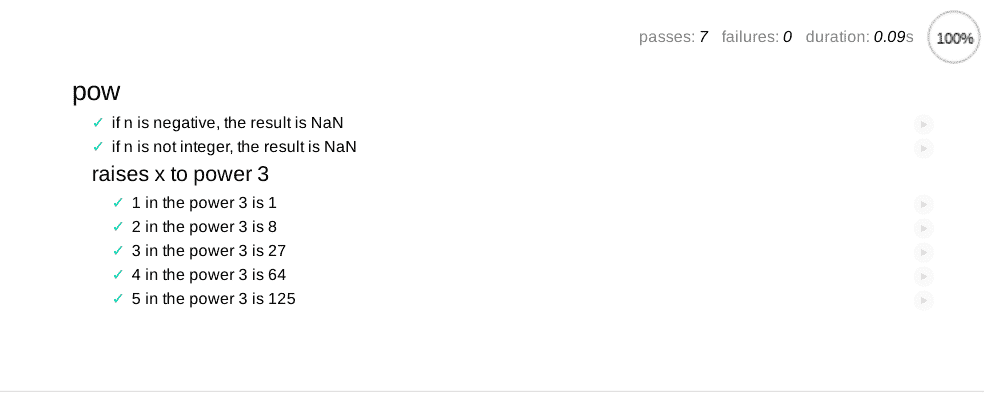 passes: 7 failures: 0 duration: 0.09s 100%
pow
✓ if n is negative, the result is NaN
✓ if n is not integer, the result is NaN
raises x to power 3
✓ 1 in the power 3 is 1
✓ 2 in the power 3 is 8
✓ 3 in the power 3 is 27
✓ 4 in the power 3 is 64
✓ 5 in the power 3 is 125